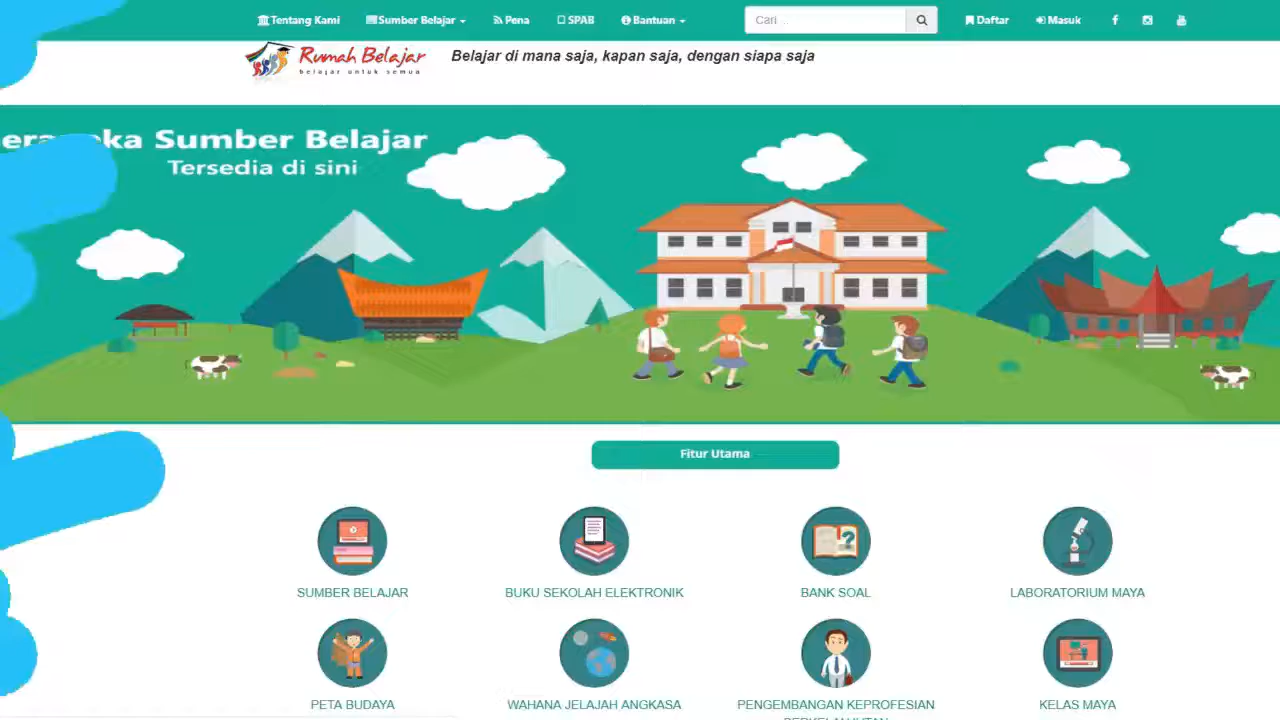 Tentang Kami Sumber Belajar Pena SPAB Bantuan Cari ... Daftar Masuk
Rumah Belajar
belajar untuk semua
Belajar di mana saja, kapan saja, dengan siapa saja
Sumber Belajar
Tersedia di sini
Fitur Utama
SUMBER BELAJAR BUKU SEKOLAH ELEKTRONIK BANK SOAL LABORATORIUM MAYA
PETA BUDAYA WAHANA JELAJAH ANGKASA PENGEMBANGAN KEPROFESIAN KELAS MAYA